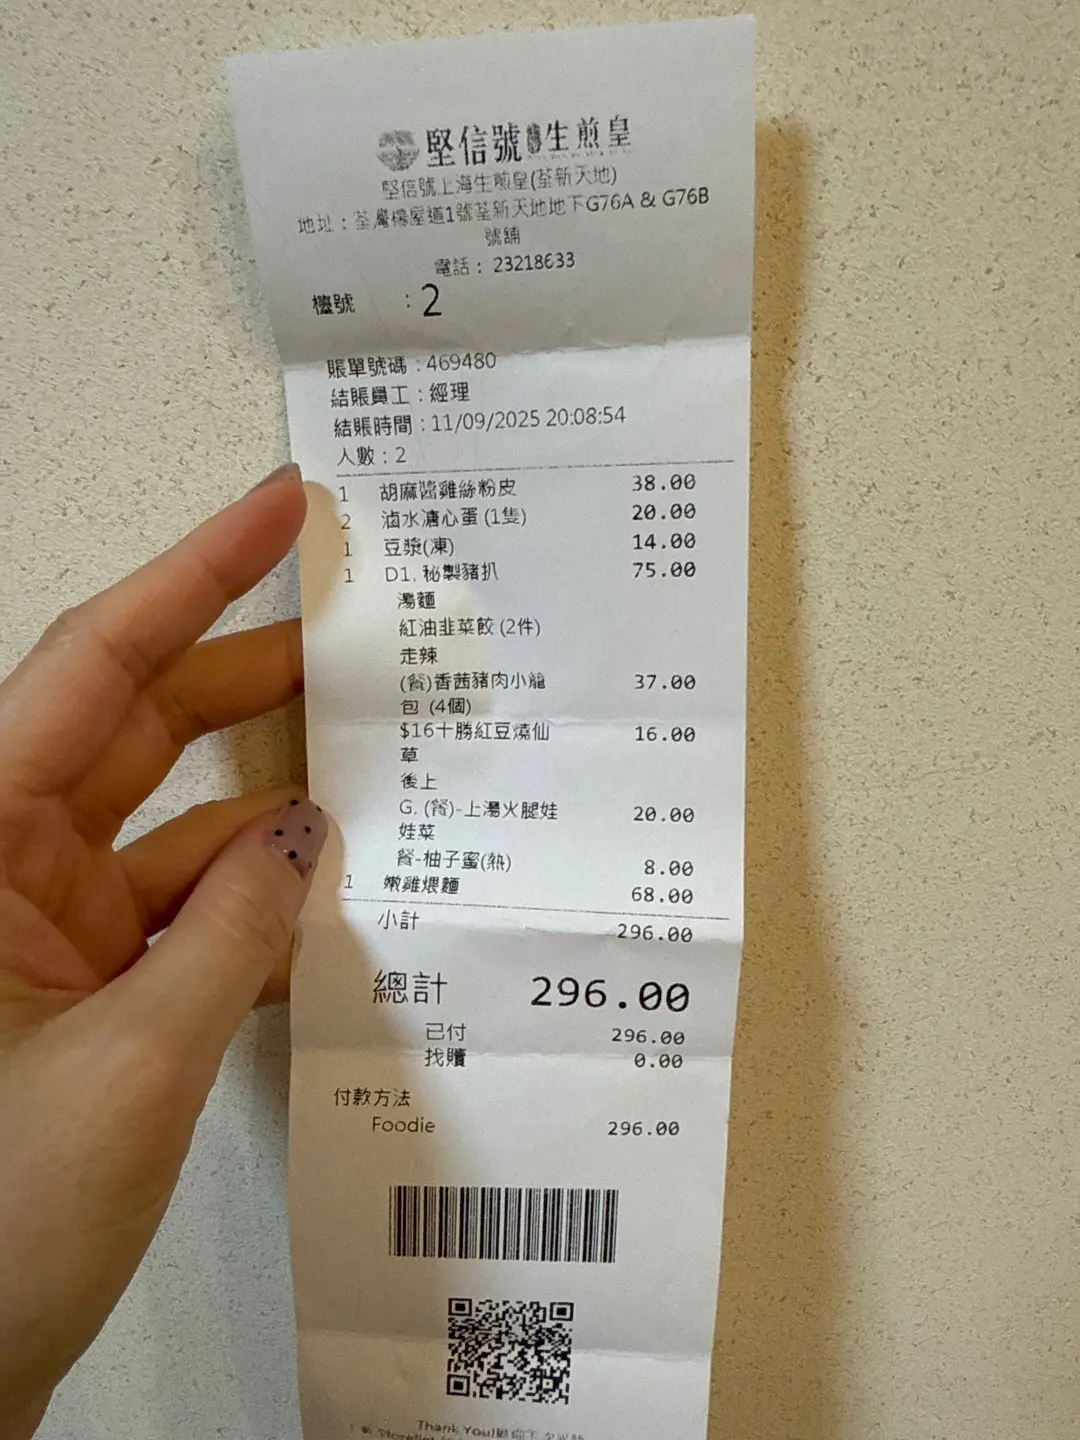 堅信號 生煎皇
堅信號上海生煎皇(荃新天地)
地址：荃灣楊屋道1號荃新天地地下G76A & G76B
號舖
電話： 23218633
檯號 : 2
賬單號碼 : 469480
結賬員工 : 經理
結賬時間 : 11/09/2025 20:08:54
人數 : 2
1 胡麻醬雞絲粉皮 38.00
2 滷水溏心蛋 (1隻) 20.00
1 豆漿(凍) 14.00
1 D1. 秘製豬扒 75.00
湯麵
紅油韭菜餃 (2件)
走辣
(餐)香茜豬肉小籠 37.00
包 (4個)
$16十勝紅豆燒仙 16.00
草
後上
G. (餐)-上湯火腿娃 20.00
娃菜
餐-柚子蜜(熱) 8.00
1 嫩雞煨麵 68.00
小計 296.00
總計 296.00
已付 296.00
找贖 0.00
付款方法
Foodie 296.00
Thank You!